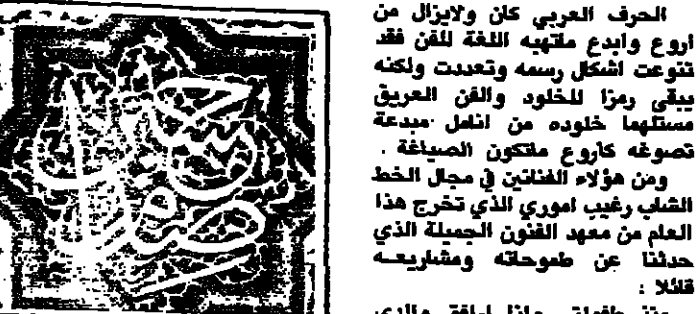 الحرف العربي كان ولايزال من
اروع وابدع ماتهبه اللغة للفن فقد
تنوعت اشكال رسمه وتعددت ولكنه
يبقى رمزا للخلود والفن العريق
مستلهما خلوده من انامل مبدعة
تصوغه كاروع ماتكون الصياغة .
ومن هؤلاء الفنانين في مجال الخط
الشاب رغيب اموري الذي تخرج هذا
العام من معهد الفنون الجميلة الذي
حدثنا عن طموحاته ومشاريعه
قائلا :